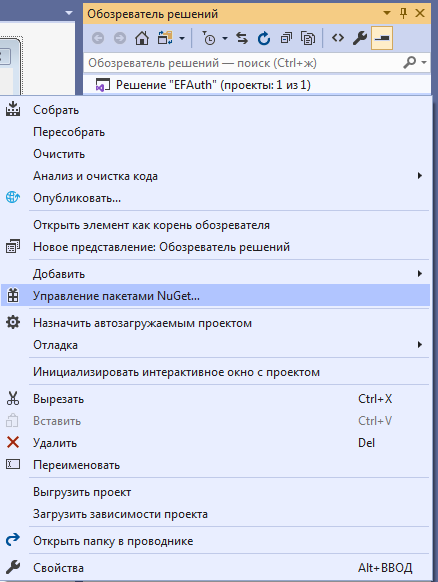 Обозреватель решений
Обозреватель решений — поиск (Ctrl+ж)
Решение "EFAuth" (проекты: 1 из 1)
Собрать
Пересобрать
Очистить
Анализ и очистка кода
Опубликовать...
Открыть элемент как корень обозревателя
Новое представление: Обозреватель решений
Добавить
Управление пакетами NuGet...
Назначить автозагружаемым проектом
Отладка
Инициализировать интерактивное окно с проектом
Вырезать Ctrl+X
Вставить Ctrl+V
Удалить Del
Переименовать
Выгрузить проект
Загрузить зависимости проекта
Открыть папку в проводнике
Свойства Alt+ВВОД